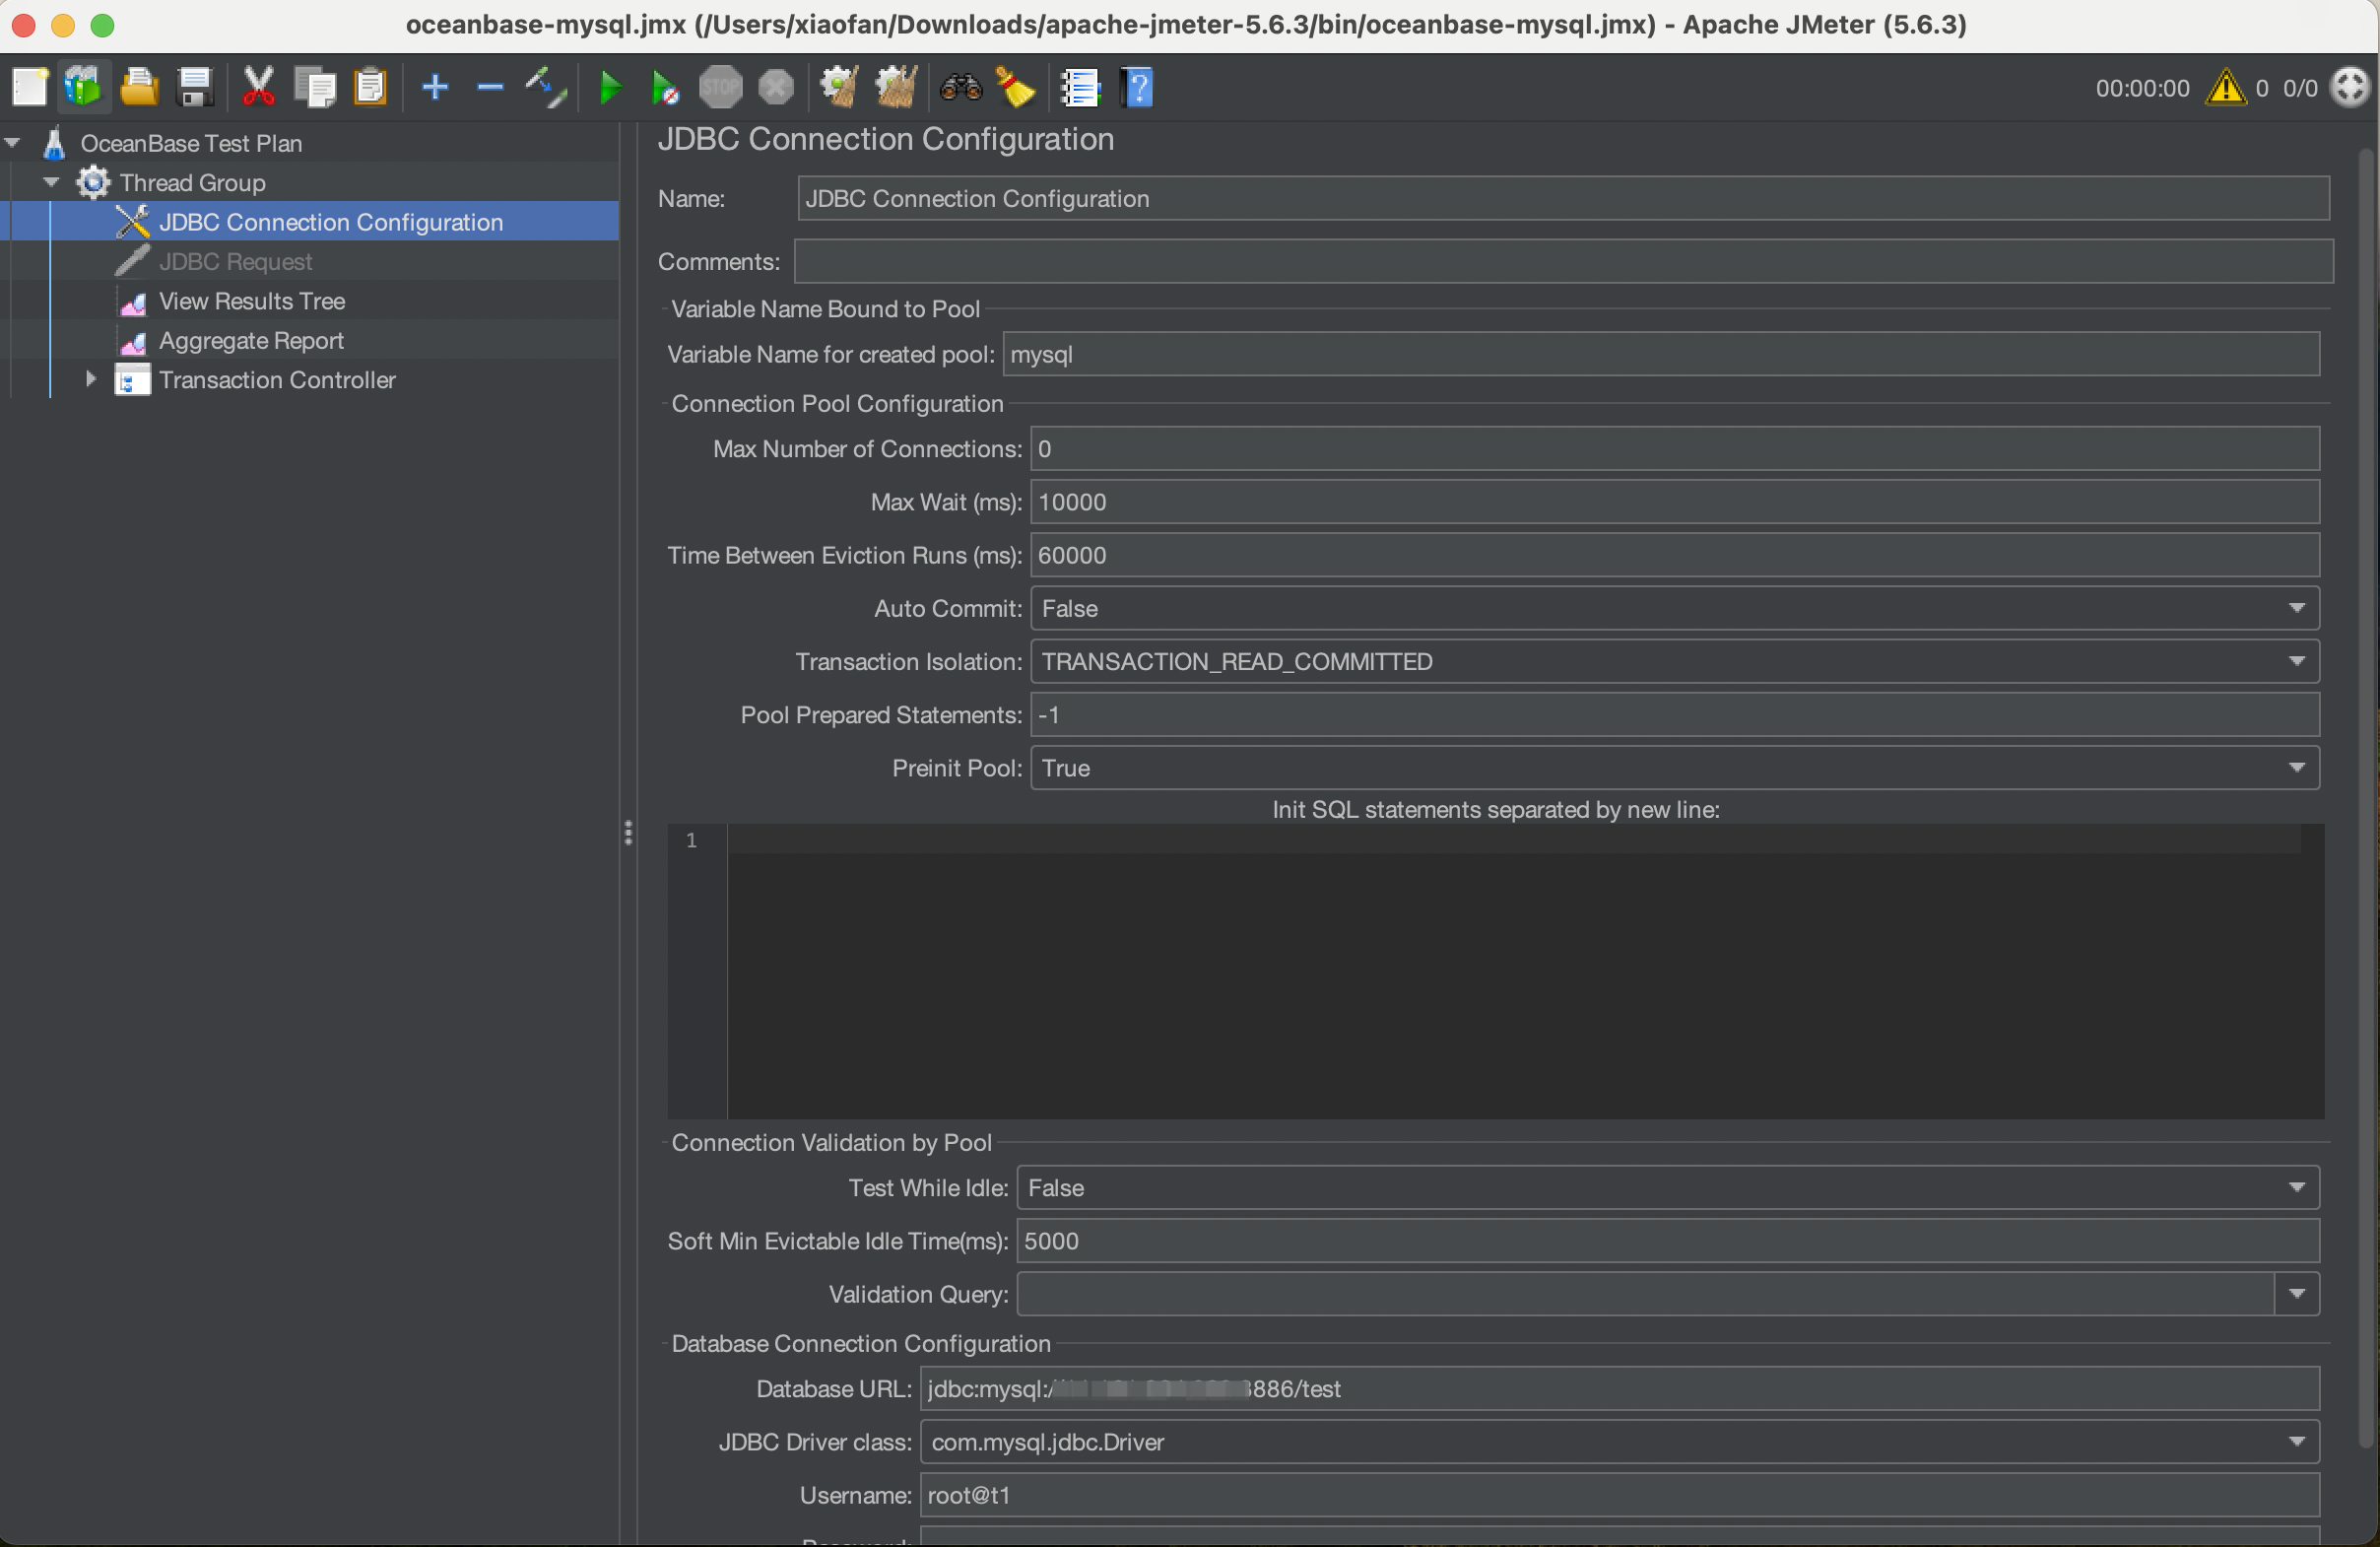 oceanbase-mysql.jmx (/Users/xiaofan/Downloads/apache-jmeter-5.6.3/bin/oceanbase-mysql.jmx) - Apache JMeter (5.6.3)
STOP
00:00:00 0 0/0
OceanBase Test Plan
Thread Group
JDBC Connection Configuration
JDBC Request
View Results Tree
Aggregate Report
Transaction Controller
JDBC Connection Configuration
Name: JDBC Connection Configuration
Comments:
Variable Name Bound to Pool
Variable Name for created pool: mysql
Connection Pool Configuration
Max Number of Connections: 0
Max Wait (ms): 10000
Time Between Eviction Runs (ms): 60000
Auto Commit: False
Transaction Isolation: TRANSACTION_READ_COMMITTED
Pool Prepared Statements: -1
Preinit Pool: True
Init SQL statements separated by new line:
1
Connection Validation by Pool
Test While Idle: False
Soft Min Evictable Idle Time(ms): 5000
Validation Query:
Database Connection Configuration
Database URL: jdbc:mysql:/ 886/test
JDBC Driver class: com.mysql.jdbc.Driver
Username: root@t1